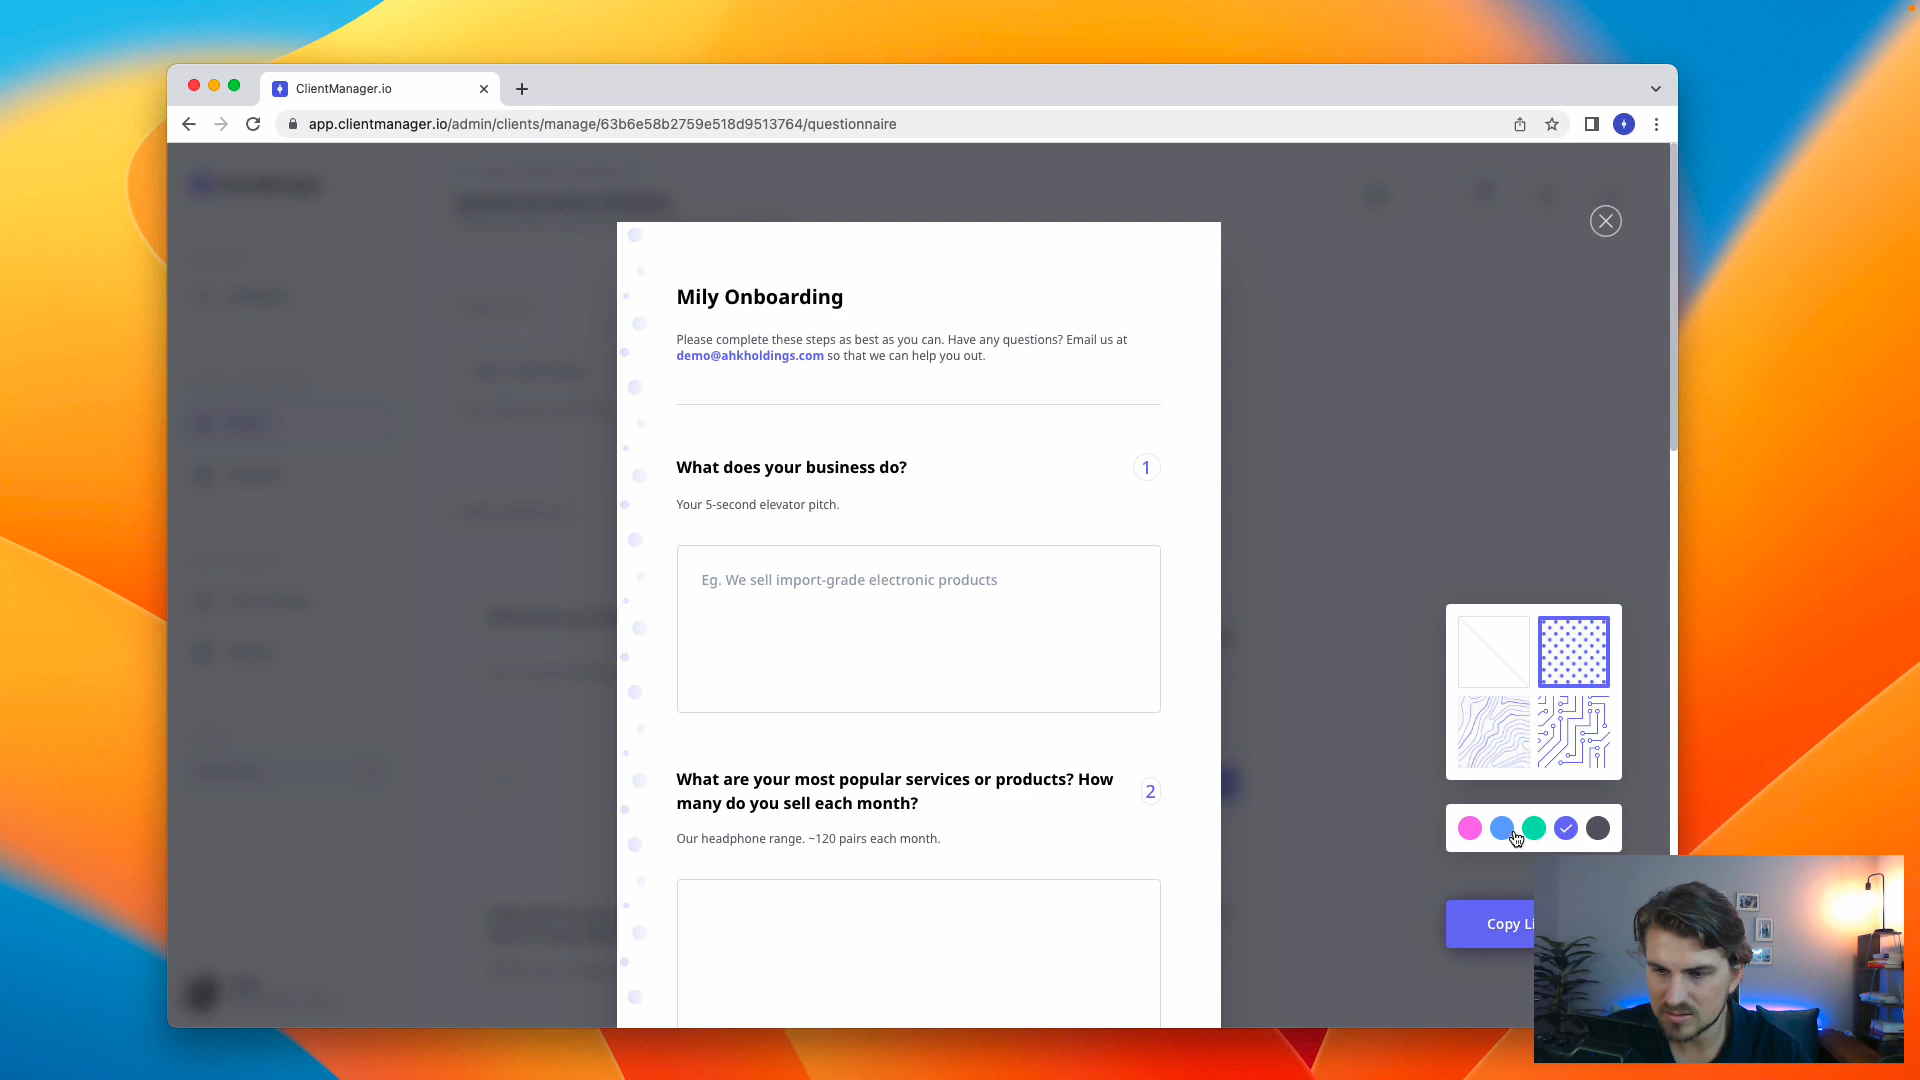 ClientManager.io
app.clientmanager.io/admin/clients/manage/63b6e58b2759e518d9513764/questionnaire
Mily Onboarding
Please complete these steps as best as you can. Have any questions? Email us at
demo@ahkholdings.com so that we can help you out.
What does your business do?
1
Your 5-second elevator pitch.
Eg. We sell import-grade electronic products
What are your most popular services or products? How
many do you sell each month?
2
Our headphone range. ~120 pairs each month.
Copy Li